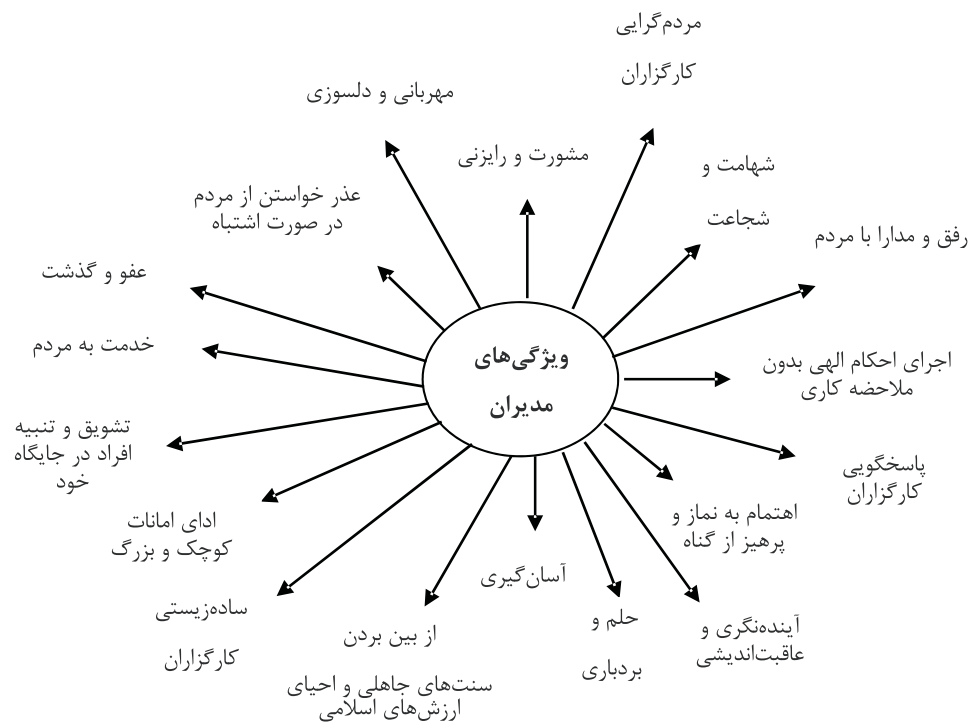 ویژگی‌های
مدیران
مردم‌گرایی
کارگزاران
شهامت و
شجاعت
رفق و مدارا با مردم
اجرای احکام الهی بدون
ملاحضه کاری
پاسخگویی
کارگزاران
اهتمام به نماز و
پرهیز از گناه
آینده‌نگری و
عاقبت‌اندیشی
حلم و
بردباری
آسان‌گیری
از بین بردن
سنت‌های جاهلی و احیای
ارزش‌های اسلامی
ساده‌زیستی
کارگزاران
ادای امانات
کوچک و بزرگ
تشویق و تنبیه
افراد در جایگاه
خود
خدمت به مردم
عفو و گذشت
عذر خواستن از مردم
در صورت اشتباه
مهربانی و دلسوزی
مشورت و رایزنی